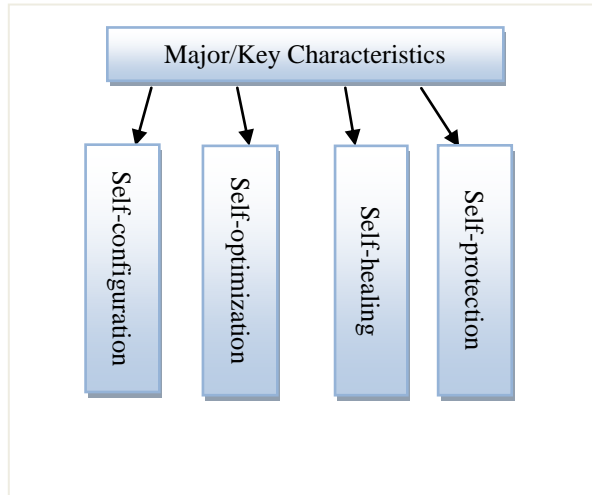 Major/Key Characteristics
Self-configuration
Self-optimization
Self-healing
Self-protection